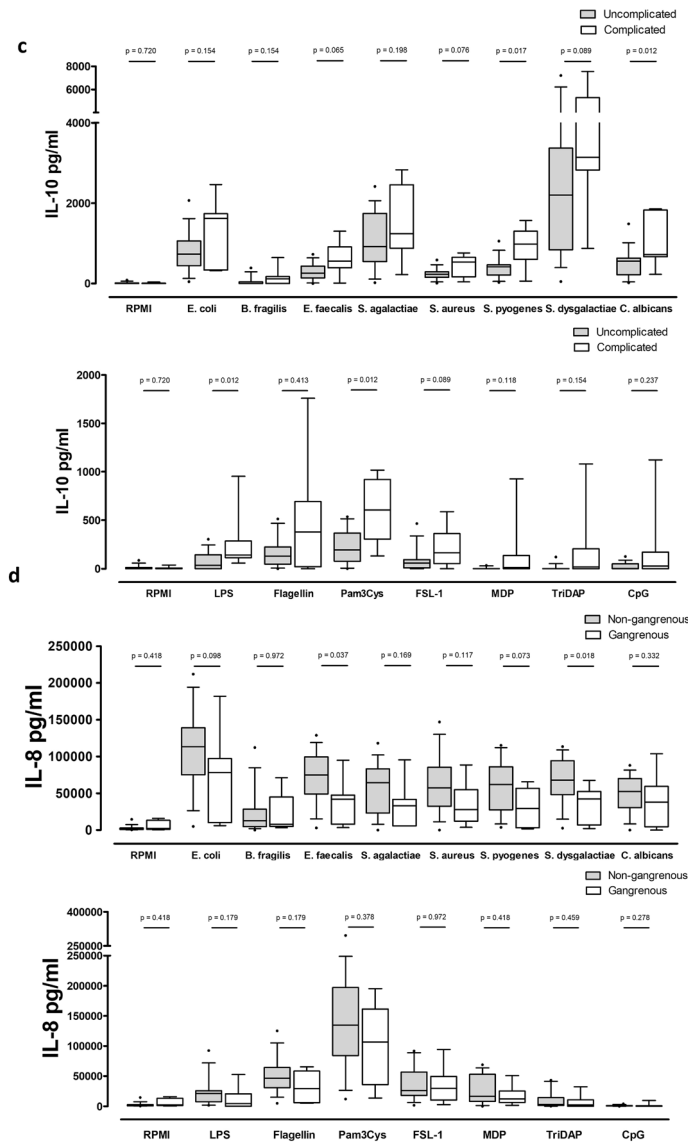 c
Uncomplicated
Complicated
p = 0.720 p = 0.154 p = 0.154 p = 0.065 p = 0.198 p = 0.076 p = 0.017 p = 0.089 p = 0.012
8000
6000
4000
2000
0
IL-10 pg/ml
RPMI E. coli B. fragilis E. faecalis S. agalactiae S. aureus S. pyogenes S. dysgalactiae C. albicans
Uncomplicated
Complicated
p = 0.720 p = 0.012 p = 0.413 p = 0.012 p = 0.089 p = 0.118 p = 0.154 p = 0.237
2000
1500
1000
500
0
IL-10 pg/ml
RPMI LPS Flagellin Pam3Cys FSL-1 MDP TriDAP CpG
d
Non-gangrenous
Gangrenous
p = 0.418 p = 0.098 p = 0.972 p = 0.037 p = 0.169 p = 0.117 p = 0.073 p = 0.018 p = 0.332
250000
200000
150000
100000
50000
0
IL-8 pg/ml
RPMI E. coli B. fragilis E. faecalis S. agalactiae S. aureus S. pyogenes S. dysgalactiae C. albicans
Non-gangrenous
Gangrenous
p = 0.418 p = 0.179 p = 0.179 p = 0.378 p = 0.972 p = 0.418 p = 0.459 p = 0.278
400000
250000
250000
200000
150000
100000
50000
0
IL-8 pg/ml
RPMI LPS Flagellin Pam3Cys FSL-1 MDP TriDAP CpG